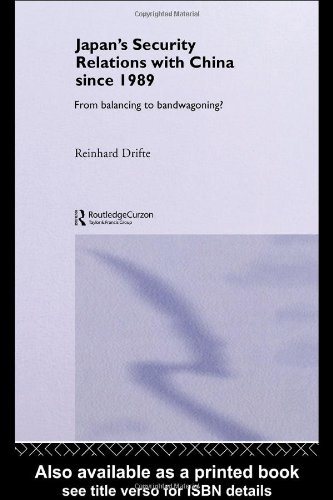 Japan's Security
Relations with China
since 1989
From balancing to bandwagoning?
Reinhard Drifte
RoutledgeCurzon
Taylor & Francis Group
Also available as a printed book
see title verso for ISBN details